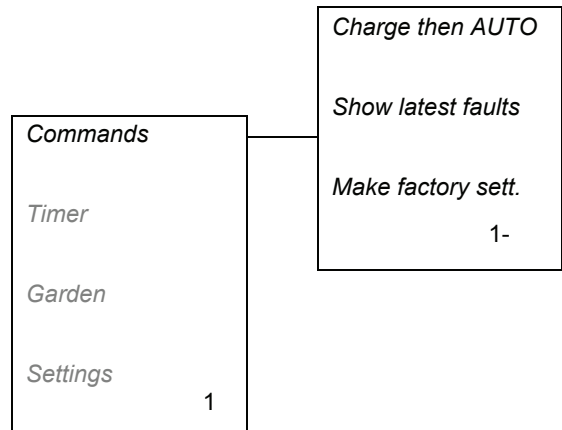 Charge then AUTO
Show latest faults
Make factory sett.
1-
Commands
Timer
Garden
Settings
1